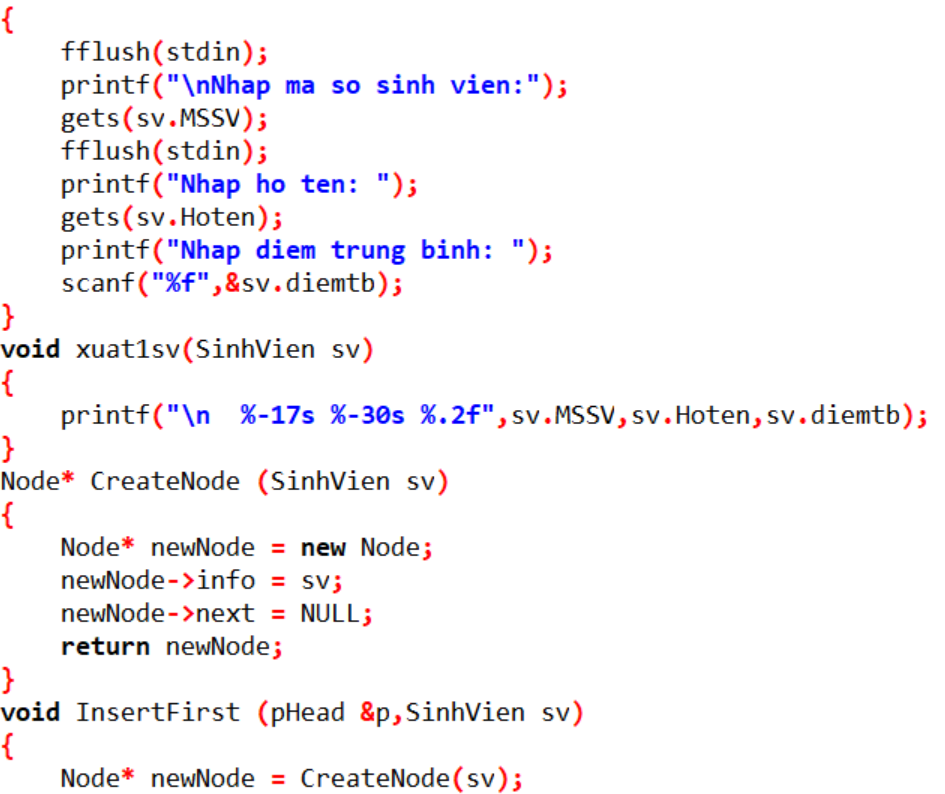 {
    fflush(stdin);
    printf("\nNhap ma so sinh vien:");
    gets(sv.MSSV);
    fflush(stdin);
    printf("Nhap ho ten: ");
    gets(sv.Hoten);
    printf("Nhap diem trung binh: ");
    scanf("%f",&sv.diemtb);
}
void xuat1sv(SinhVien sv)
{
    printf("\n  %-17s %-30s %.2f",sv.MSSV,sv.Hoten,sv.diemtb);
}
Node* CreateNode (SinhVien sv)
{
    Node* newNode = new Node;
    newNode->info = sv;
    newNode->next = NULL;
    return newNode;
}
void InsertFirst (pHead &p,SinhVien sv)
{
    Node* newNode = CreateNode(sv);